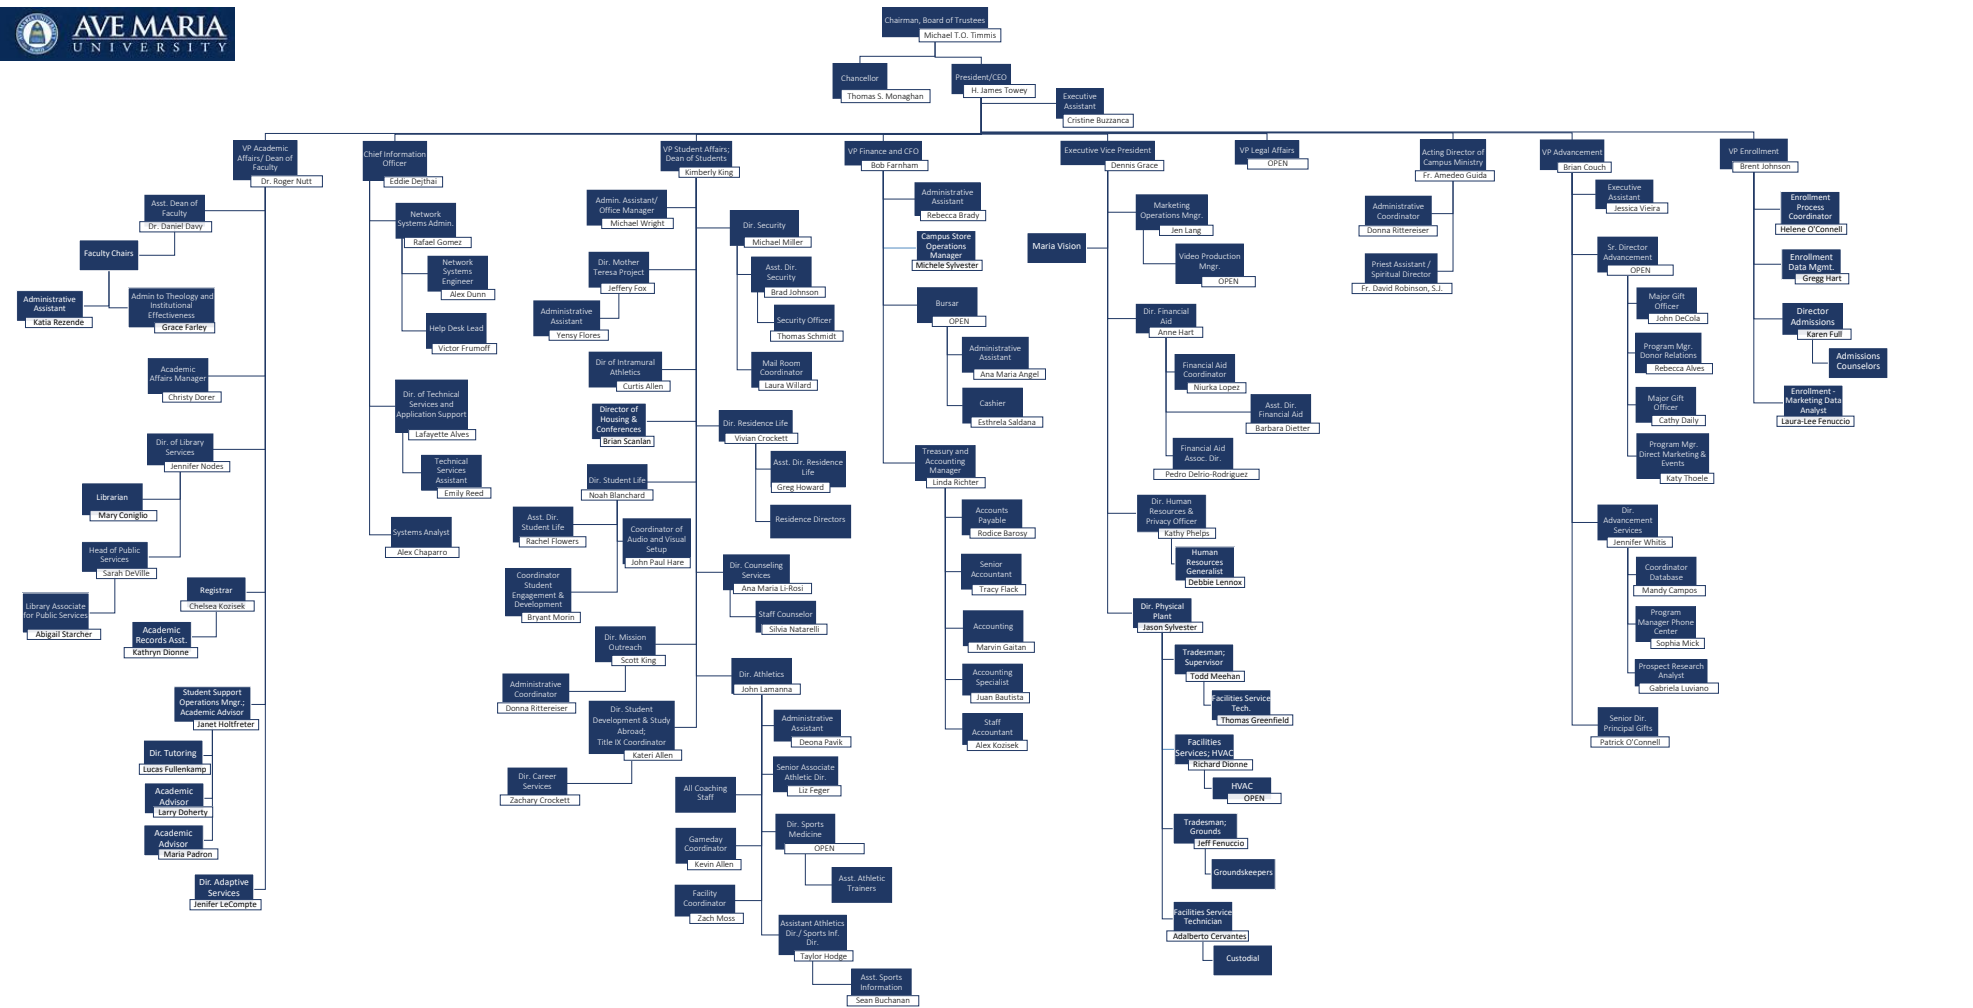 AVE MARIA
UNIVERSITY
Chairman, Board of Trustees
Michael T.O. Timmis
Chancellor
Thomas S. Monaghan
President/CEO
H. James Towey
Executive
Assistant
Cristine Buzzanca
VP Academic
Affairs/ Dean of
Faculty
Dr. Roger Nutt
Asst. Dean of
Faculty
Dr. Daniel Davy
Faculty Chairs
Administrative
Assistant
Katia Rezende
Admin to Theology and
Institutional
Effectiveness
Grace Farley
Academic
Affairs Manager
Christy Dorer
Dir. of Library
Services
Jennifer Nodes
Librarian
Mary Coniglio
Head of Public
Services
Sarah DeVille
Library Associate
for Public Services
Abigail Starcher
Registrar
Chelsea Kozisek
Academic
Records Asst.
Kathryn Dionne
Student Support
Operations Mngr.;
Academic Advisor
Janet Holtfreter
Dir. Tutoring
Lucas Fullenkamp
Academic
Advisor
Larry Doherty
Academic
Advisor
Maria Padron
Dir. Adaptive
Services
Jenifer LeCompte
Chief Information
Officer
Eddie Dejthai
Network
Systems Admin.
Rafael Gomez
Network
Systems
Engineer
Alex Dunn
Help Desk Lead
Victor Frumoff
Dir. of Technical
Services and
Application Support
Lafayette Alves
Technical
Services
Assistant
Emily Reed
Systems Analyst
Alex Chaparro
VP Student Affairs;
Dean of Students
Kimberly King
Admin. Assistant/
Office Manager
Michael Wright
Dir. Mother
Teresa Project
Jeffery Fox
Administrative
Assistant
Yensy Flores
Dir of Intramural
Athletics
Curtis Allen
Director of
Housing &
Conferences
Brian Scanlan
Dir. Student Life
Noah Blanchard
Asst. Dir.
Student Life
Rachel Flowers
Coordinator of
Audio and Visual
Setup
John Paul Hare
Coordinator
Student
Engagement &
Development
Bryant Morin
Dir. Mission
Outreach
Scott King
Administrative
Coordinator
Donna Rittereiser
Dir. Student
Development & Study
Abroad;
Title IX Coordinator
Kateri Allen
Dir. Career
Services
Zachary Crockett
Dir. Security
Michael Miller
Asst. Dir.
Security
Brad Johnson
Security Officer
Thomas Schmidt
Mail Room
Coordinator
Laura Willard
Dir. Residence Life
Vivian Crockett
Asst. Dir. Residence
Life
Greg Howard
Residence Directors
Dir. Counseling
Services
Ana Maria Li-Rosi
Staff Counselor
Silvia Natarelli
Dir. Athletics
John Lamanna
Administrative
Assistant
Deona Pavik
Senior Associate
Athletic Dir.
Liz Feger
All Coaching
Staff
Dir. Sports
Medicine
OPEN
Gameday
Coordinator
Kevin Allen
Asst. Athletic
Trainers
Facility
Coordinator
Zach Moss
Assistant Athletics
Dir./ Sports Inf.
Dir.
Taylor Hodge
Asst. Sports
Information
Sean Buchanan
VP Finance and CFO
Bob Farnham
Administrative
Assistant
Rebecca Brady
Campus Store
Operations
Manager
Michele Sylvester
Bursar
OPEN
Administrative
Assistant
Ana Maria Angel
Cashier
Esthrela Saldana
Treasury and
Accounting
Manager
Linda Richter
Accounts
Payable
Rodice Barosy
Senior
Accountant
Tracy Flack
Accounting
Marvin Gaitan
Accounting
Specialist
Juan Bautista
Staff
Accountant
Alex Kozisek
Executive Vice President
Dennis Grace
Maria Vision
Marketing
Operations Mngr.
Jen Lang
Video Production
Mngr.
OPEN
Dir. Financial
Aid
Anne Hart
Financial Aid
Coordinator
Niurka Lopez
Asst. Dir.
Financial Aid
Barbara Dietter
Financial Aid
Assoc. Dir.
Pedro Delrio-Rodriguez
Dir. Human
Resources &
Privacy Officer
Kathy Phelps
Human
Resources
Generalist
Debbie Lennox
Dir. Physical
Plant
Jason Sylvester
Tradesman;
Supervisor
Todd Meehan
Facilities Service
Tech.
Thomas Greenfield
Facilities
Services; HVAC
Richard Dionne
HVAC
OPEN
Tradesman;
Grounds
Jeff Fenuccio
Groundskeepers
Facilities Service
Technician
Adalberto Cervantes
Custodial
VP Legal Affairs
OPEN
Acting Director of
Campus Ministry
Fr. Amedeo Guida
Administrative
Coordinator
Donna Rittereiser
Priest Assistant /
Spiritual Director
Fr. David Robinson, S.J.
VP Advancement
Brian Couch
Executive
Assistant
Jessica Vieira
Sr. Director
Advancement
OPEN
Major Gift
Officer
John DeCola
Program Mgr.
Donor Relations
Rebecca Alves
Major Gift
Officer
Cathy Daily
Program Mgr.
Direct Marketing &
Events
Katy Thoele
Dir.
Advancement
Services
Jennifer Whitis
Coordinator
Database
Mandy Campos
Program
Manager Phone
Center
Sophia Mick
Prospect Research
Analyst
Gabriela Luviano
Senior Dir.
Principal Gifts
Patrick O'Connell
VP Enrollment
Brent Johnson
Enrollment
Process
Coordinator
Helene O'Connell
Enrollment
Data Mgmt.
Gregg Hart
Director
Admissions
Karen Full
Admissions
Counselors
Enrollment -
Marketing Data
Analyst
Laura-Lee Fenuccio